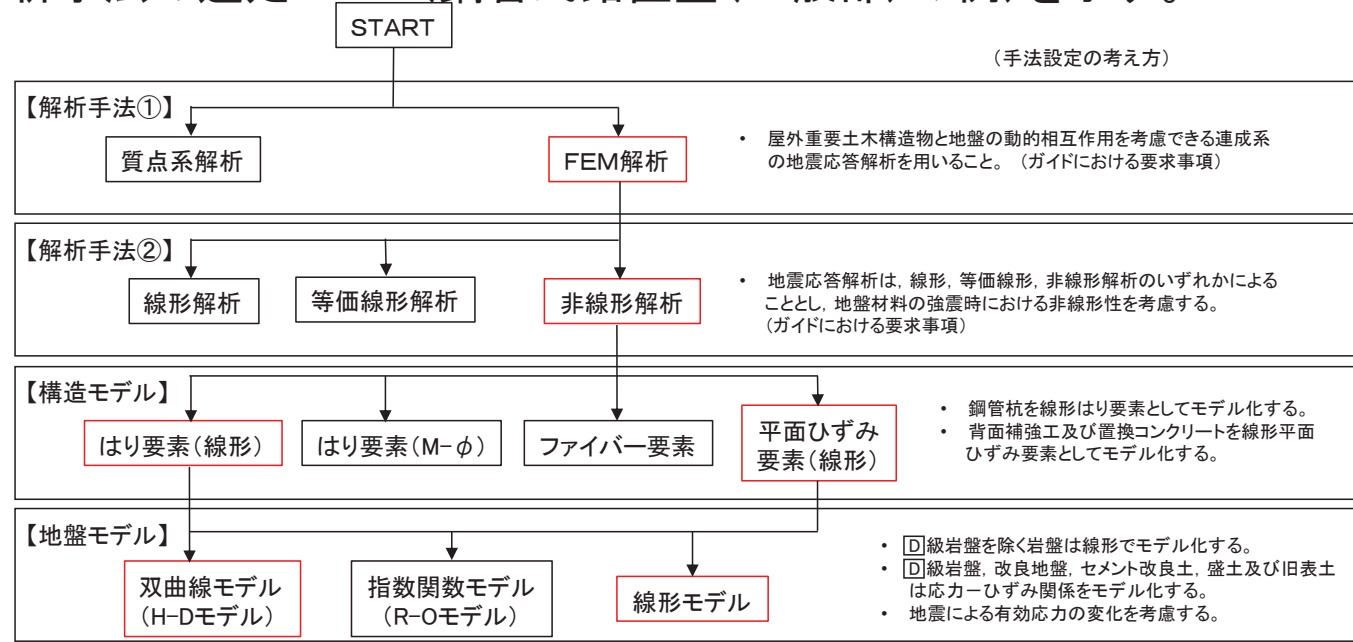 START
（手法設定の考え方）
【解析手法①】
質点系解析
FEM解析
・ 屋外重要土木構造物と地盤の動的相互作用を考慮できる連成系
の地震応答解析を用いること。（ガイドにおける要求事項）
【解析手法②】
線形解析
等価線形解析
非線形解析
・ 地震応答解析は，線形，等価線形，非線形解析のいずれかによる
こととし，地盤材料の強震時における非線形性を考慮する。
（ガイドにおける要求事項）
【構造モデル】
はり要素（線形）
はり要素（M-φ）
ファイバー要素
平面ひずみ
要素（線形）
・ 鋼管杭を線形はり要素としてモデル化する。
・ 背面補強工及び置換コンクリートを線形平面
ひずみ要素としてモデル化する。
【地盤モデル】
双曲線モデル
（H-Dモデル）
指数関数モデル
（R-Oモデル）
線形モデル
・ D級岩盤を除く岩盤は線形でモデル化する。
・ D級岩盤，改良地盤，セメント改良土，盛土及び旧表土
は応力ーひずみ関係をモデル化する。
・ 地震による有効応力の変化を考慮する。